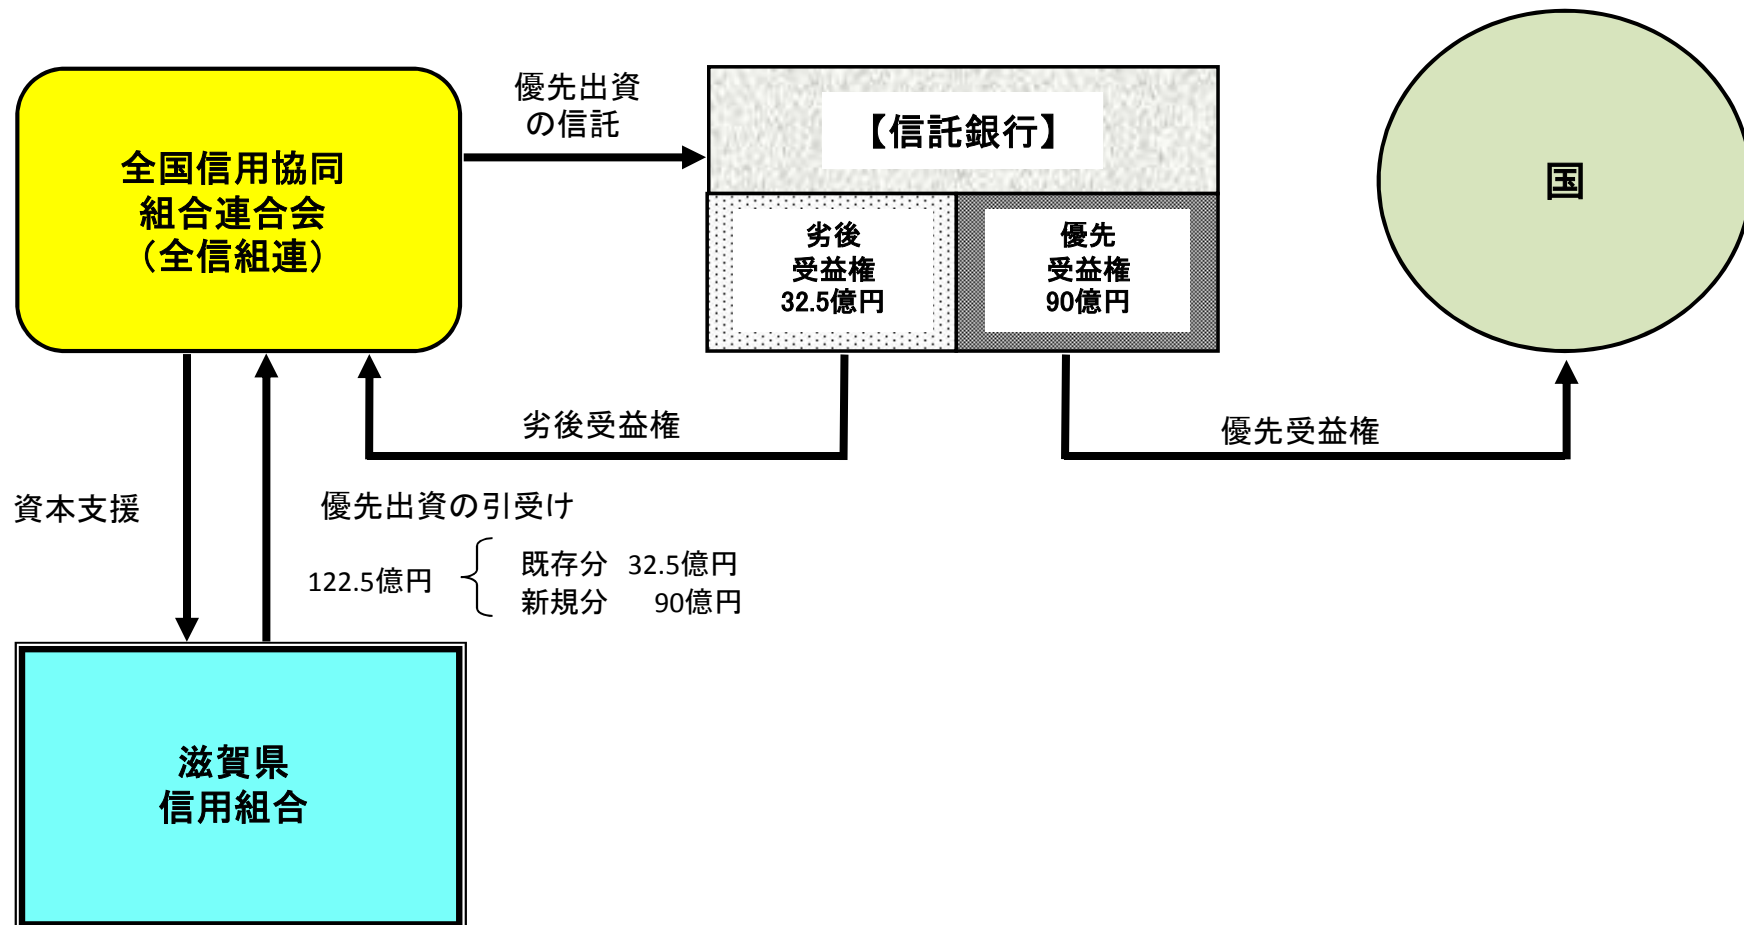 全国信用協同
組合連合会
（全信組連）
優先出資
の信託
【信託銀行】
劣後
受益権
32.5億円
優先
受益権
90億円
国
劣後受益権
優先受益権
資本支援
優先出資の引受け
122.5億円
既存分 32.5億円
新規分 90億円
滋賀県
信用組合